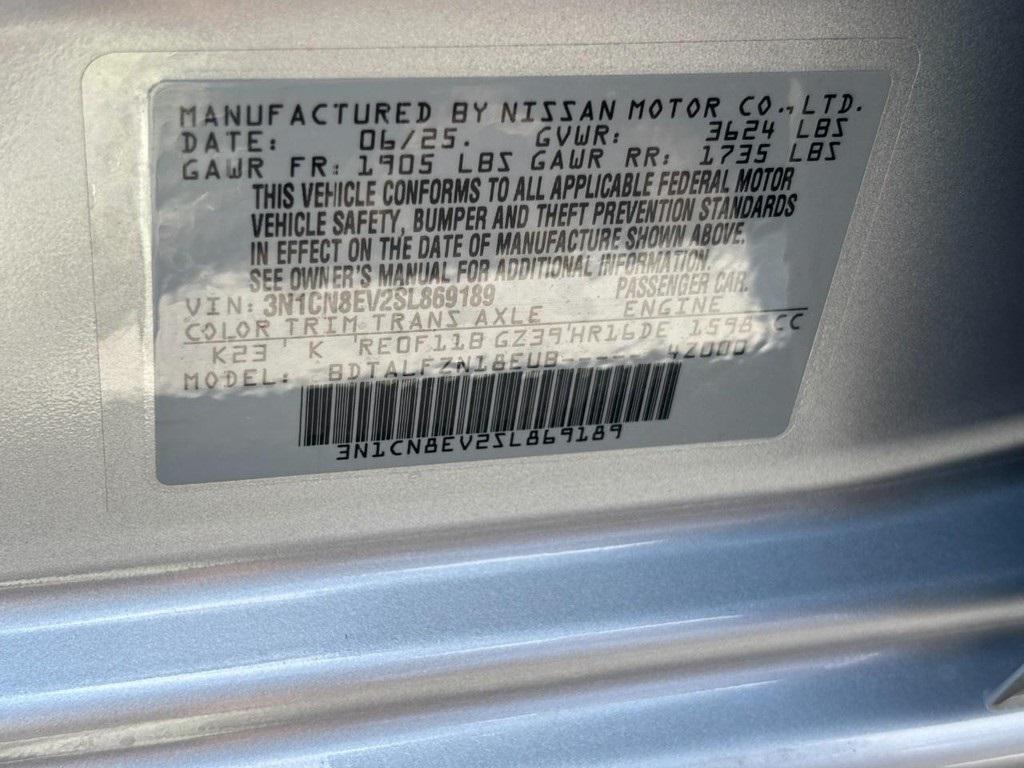 MANUFACTURED BY NISSAN MOTOR CO., LTD.
DATE: 06/25. GVWR: 3624 LBS
GAWR FR: 1905 LBS GAWR RR: 1735 LBS
THIS VEHICLE CONFORMS TO ALL APPLICABLE FEDERAL MOTOR
VEHICLE SAFETY, BUMPER AND THEFT PREVENTION STANDARDS
IN EFFECT ON THE DATE OF MANUFACTURE SHOWN ABOVE.
SEE OWNER'S MANUAL FOR ADDITIONAL INFORMATION.
VIN: 3N1CN8EV2SL869189 PASSENGER CAR.
COLOR TRIM TRANS AXLE ENGINE
K23 K RE0F11B GZ39 HR16DE 1598 CC
MODEL: BDTALFZN18EUB----- 42000
3N1CN8EV2SL869189